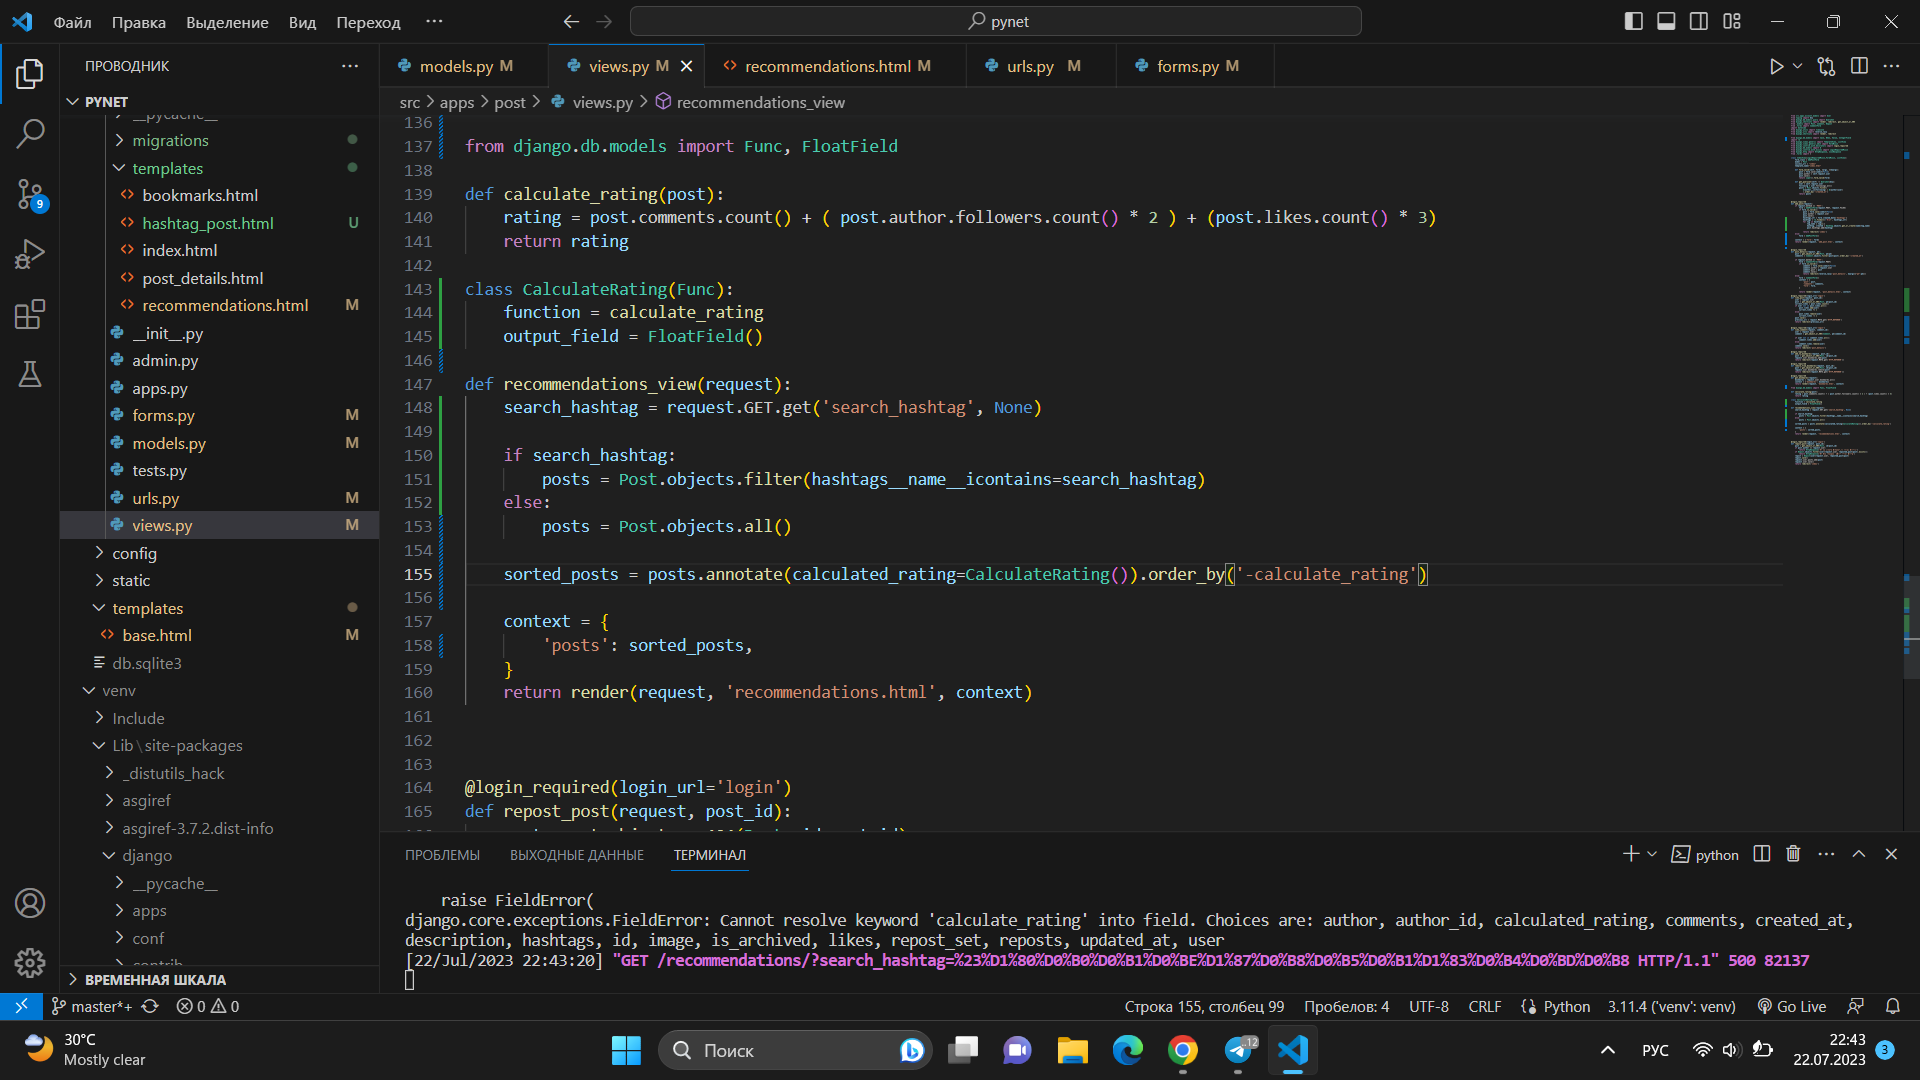 Файл Правка Выделение Вид Переход ···
pynet
ПРОВОДНИК ···
models.py M
views.py M
recommendations.html M
urls.py M
forms.py M
PYNET
src > apps > post > views.py > recommendations_view
__pycache__
migrations
templates
bookmarks.html
hashtag_post.html U
index.html
post_details.html
recommendations.html M
__init__.py
admin.py
apps.py
forms.py M
models.py M
tests.py
urls.py M
views.py M
config
static
templates
base.html M
db.sqlite3
venv
Include
Lib\site-packages
_distutils_hack
asgiref
asgiref-3.7.2.dist-info
django
__pycache__
apps
conf
contrib
ВРЕМЕННАЯ ШКАЛА
9
136
137 from django.db.models import Func, FloatField
138
139 def calculate_rating(post):
140     rating = post.comments.count() + ( post.author.followers.count() * 2 ) + (post.likes.count() * 3)
141     return rating
142
143 class CalculateRating(Func):
144     function = calculate_rating
145     output_field = FloatField()
146
147 def recommendations_view(request):
148     search_hashtag = request.GET.get('search_hashtag', None)
149
150     if search_hashtag:
151         posts = Post.objects.filter(hashtags__name__icontains=search_hashtag)
152     else:
153         posts = Post.objects.all()
154
155     sorted_posts = posts.annotate(calculated_rating=CalculateRating()).order_by('-calculate_rating')
156
157     context = {
158         'posts': sorted_posts,
159     }
160     return render(request, 'recommendations.html', context)
161
162
163
164 @login_required(login_url='login')
165 def repost_post(request, post_id):
ПРОБЛЕМЫ ВЫХОДНЫЕ ДАННЫЕ ТЕРМИНАЛ
python
raise FieldError(
django.core.exceptions.FieldError: Cannot resolve keyword 'calculate_rating' into field. Choices are: author, author_id, calculated_rating, comments, created_at,
description, hashtags, id, image, is_archived, likes, repost_set, reposts, updated_at, user
[22/Jul/2023 22:43:20] "GET /recommendations/?search_hashtag=%23%D1%80%D0%B0%D0%B1%D0%BE%D1%87%D0%B8%D0%B5%D0%B1%D1%83%D0%B4%D0%BD%D0%B8 HTTP/1.1" 500 82137
master*+ 0 0
Строка 155, столбец 99 Пробелов: 4 UTF-8 CRLF Python 3.11.4 ('venv': venv) Go Live
30°C
Mostly clear
Поиск
12
РУС
22:43
22.07.2023
3